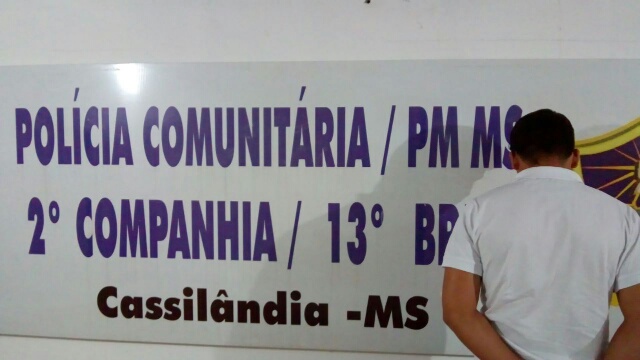 POLÍCIA COMUNITÁRIA / PM MS
2° COMPANHIA / 13°
Cassilândia -MS